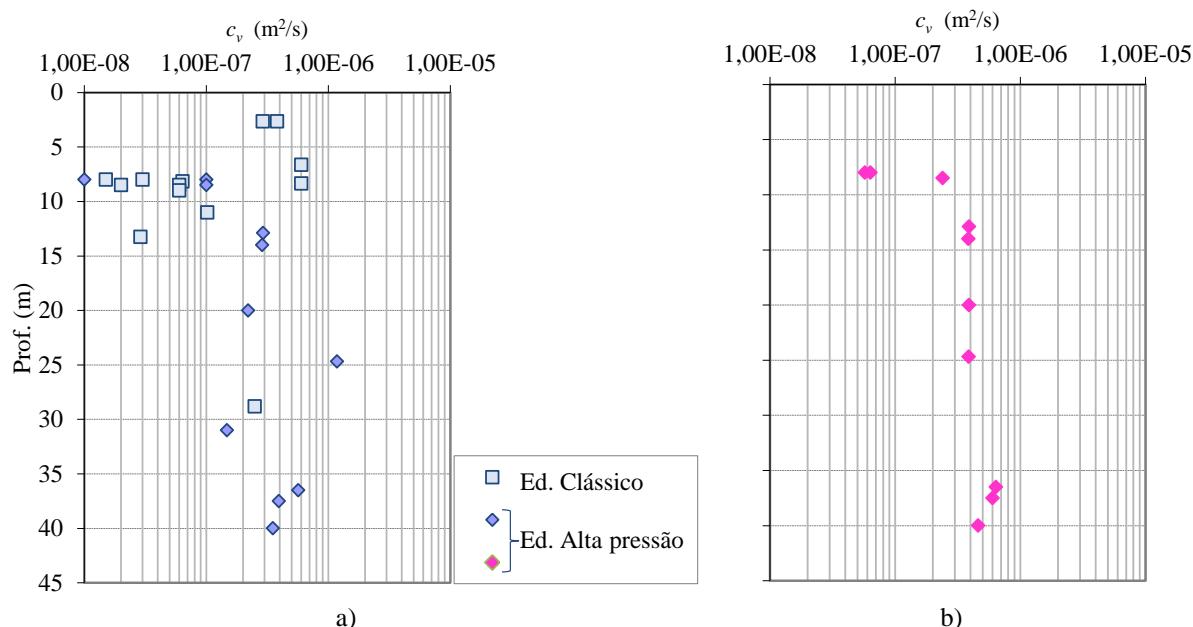 c_v (m²/s)
1,00E-08 1,00E-07 1,00E-06 1,00E-05
0
5
10
15
20
25
30
35
40
45
Prof. (m)
a)
Ed. Clássico
Ed. Alta pressão
c_v (m²/s)
1,00E-08 1,00E-07 1,00E-06 1,00E-05
b)